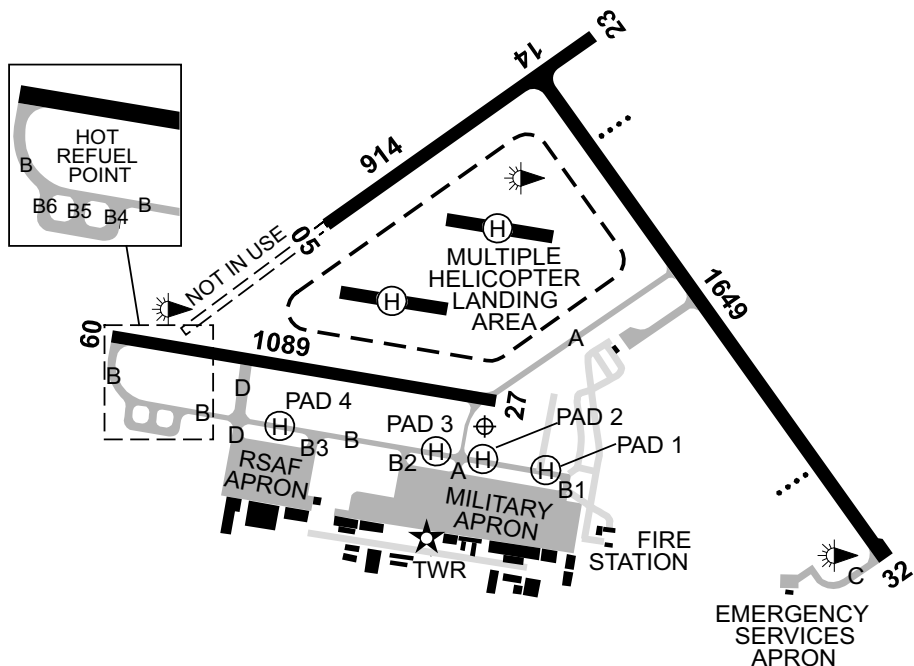 23
14
914
HOT
REFUEL
POINT
B
B6
B5
B4
B
H
05
NOT IN USE
MULTIPLE
HELICOPTER
LANDING
AREA
H
1649
09
1089
A
27
B
D
PAD 4
PAD 3
PAD 2
PAD 1
B
D
H
B3
B
B2
H
A
H
H
B1
RSAF
APRON
MILITARY
APRON
TWR
FIRE
STATION
C
32
EMERGENCY
SERVICES
APRON